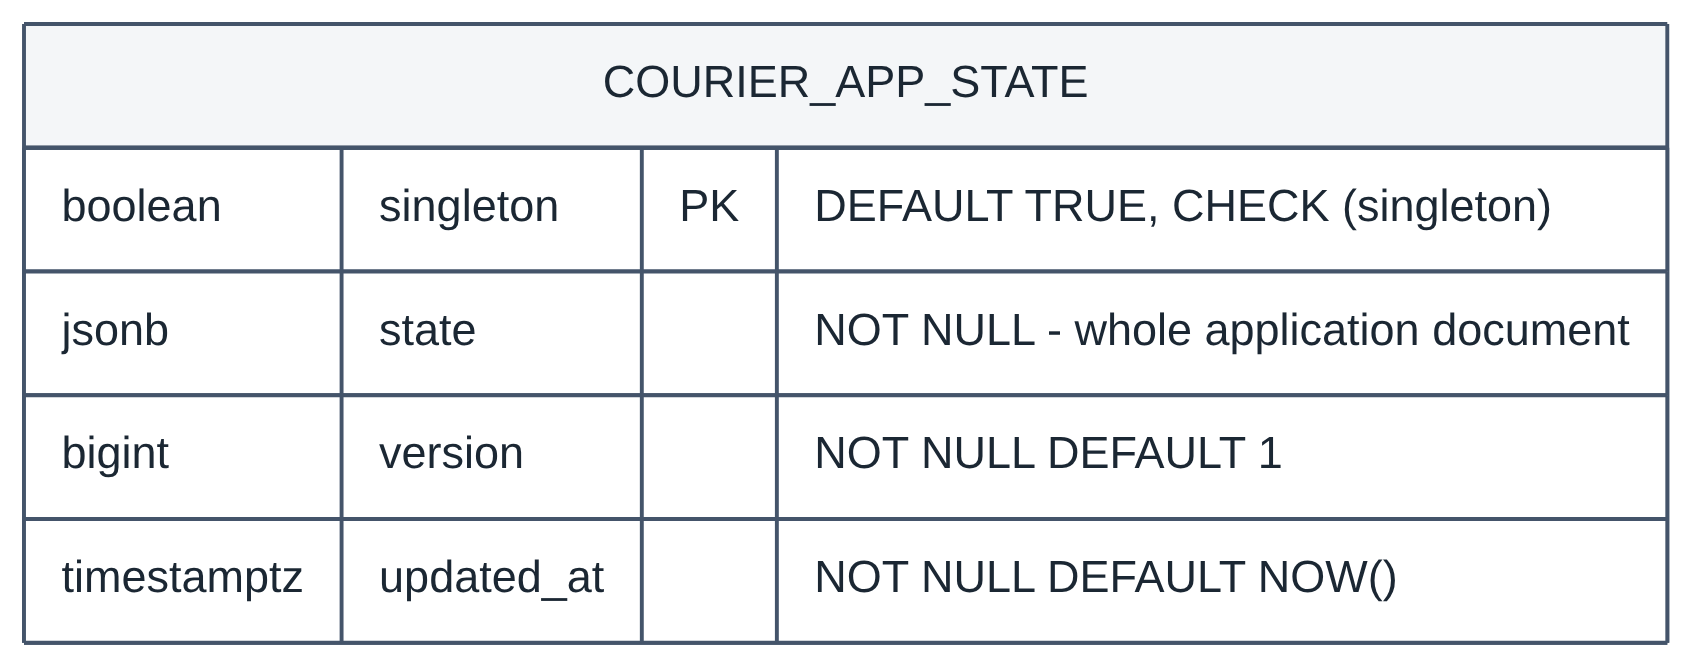 COURIER_APP_STATE
boolean singleton PK DEFAULT TRUE, CHECK (singleton)
jsonb state NOT NULL - whole application document
bigint version NOT NULL DEFAULT 1
timestamptz updated_at NOT NULL DEFAULT NOW()